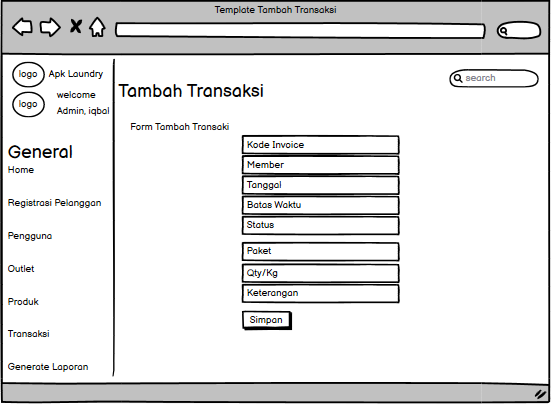 Template Tambah Transaksi
logo
Apk Laundry
logo
welcome
Admin, iqbal
search
Tambah Transaksi
Form Tambah Transaki
General
Home
Registrasi Pelanggan
Pengguna
Outlet
Produk
Transaksi
Generate Laporan
Kode Invoice
Member
Tanggal
Batas Waktu
Status
Paket
Qty/Kg
Keterangan
Simpan